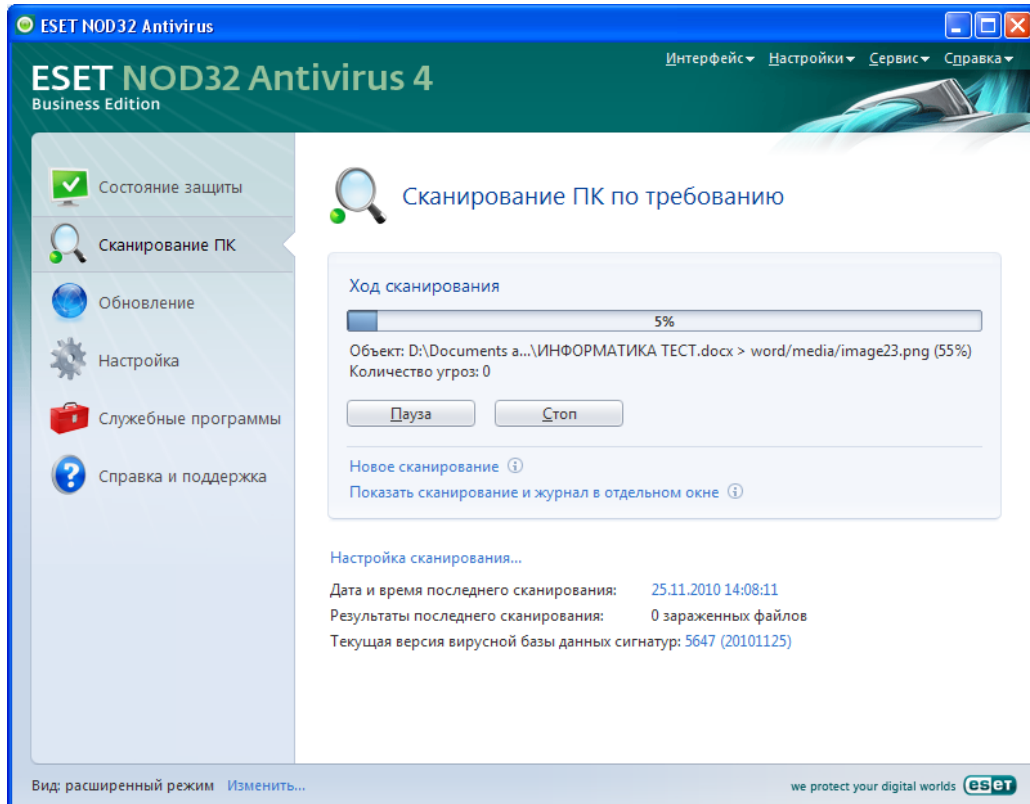 ESET NOD32 Antivirus
ESET NOD32 Antivirus 4
Business Edition
Интерфейс Настройки Сервис Справка
Состояние защиты
Сканирование ПК
Обновление
Настройка
Служебные программы
Справка и поддержка
Сканирование ПК по требованию
Ход сканирования
5%
Объект: D:\Documents a...\ИНФОРМАТИКА ТЕСТ.docx > word/media/image23.png (55%)
Количество угроз: 0
Пауза Стоп
Новое сканирование
Показать сканирование и журнал в отдельном окне
Настройка сканирования...
Дата и время последнего сканирования: 25.11.2010 14:08:11
Результаты последнего сканирования: 0 зараженных файлов
Текущая версия вирусной базы данных сигнатур: 5647 (20101125)
Вид: расширенный режим Изменить...
we protect your digital worlds eset